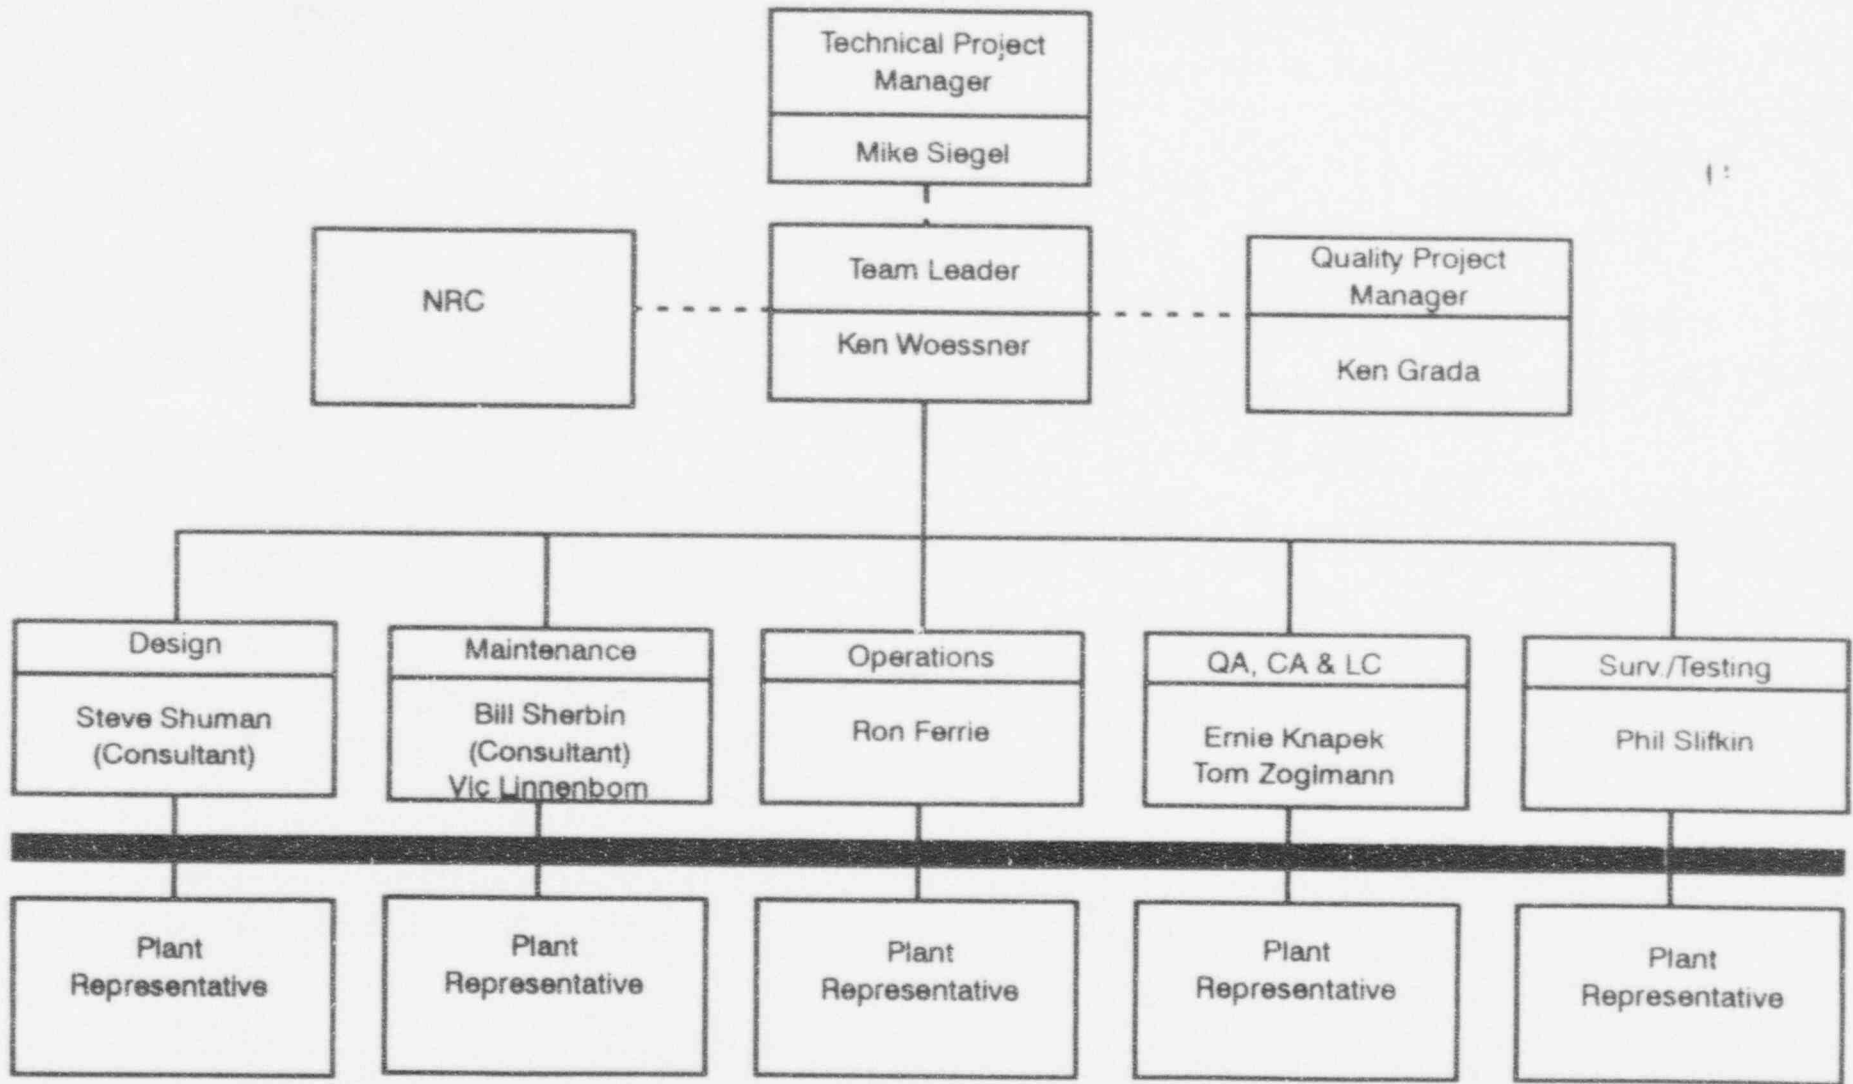 Technical Project
Manager
Mike Siegel
NRC
Team Leader
Ken Woessner
Quality Project
Manager
Ken Grada
Design
Steve Shuman
(Consultant)
Maintenance
Bill Sherbin
(Consultant)
Vic Linnenbom
Operations
Ron Ferrie
QA, CA & LC
Ernie Knapek
Tom Zoglmann
Surv./Testing
Phil Slifkin
Plant
Representative
Plant
Representative
Plant
Representative
Plant
Representative
Plant
Representative